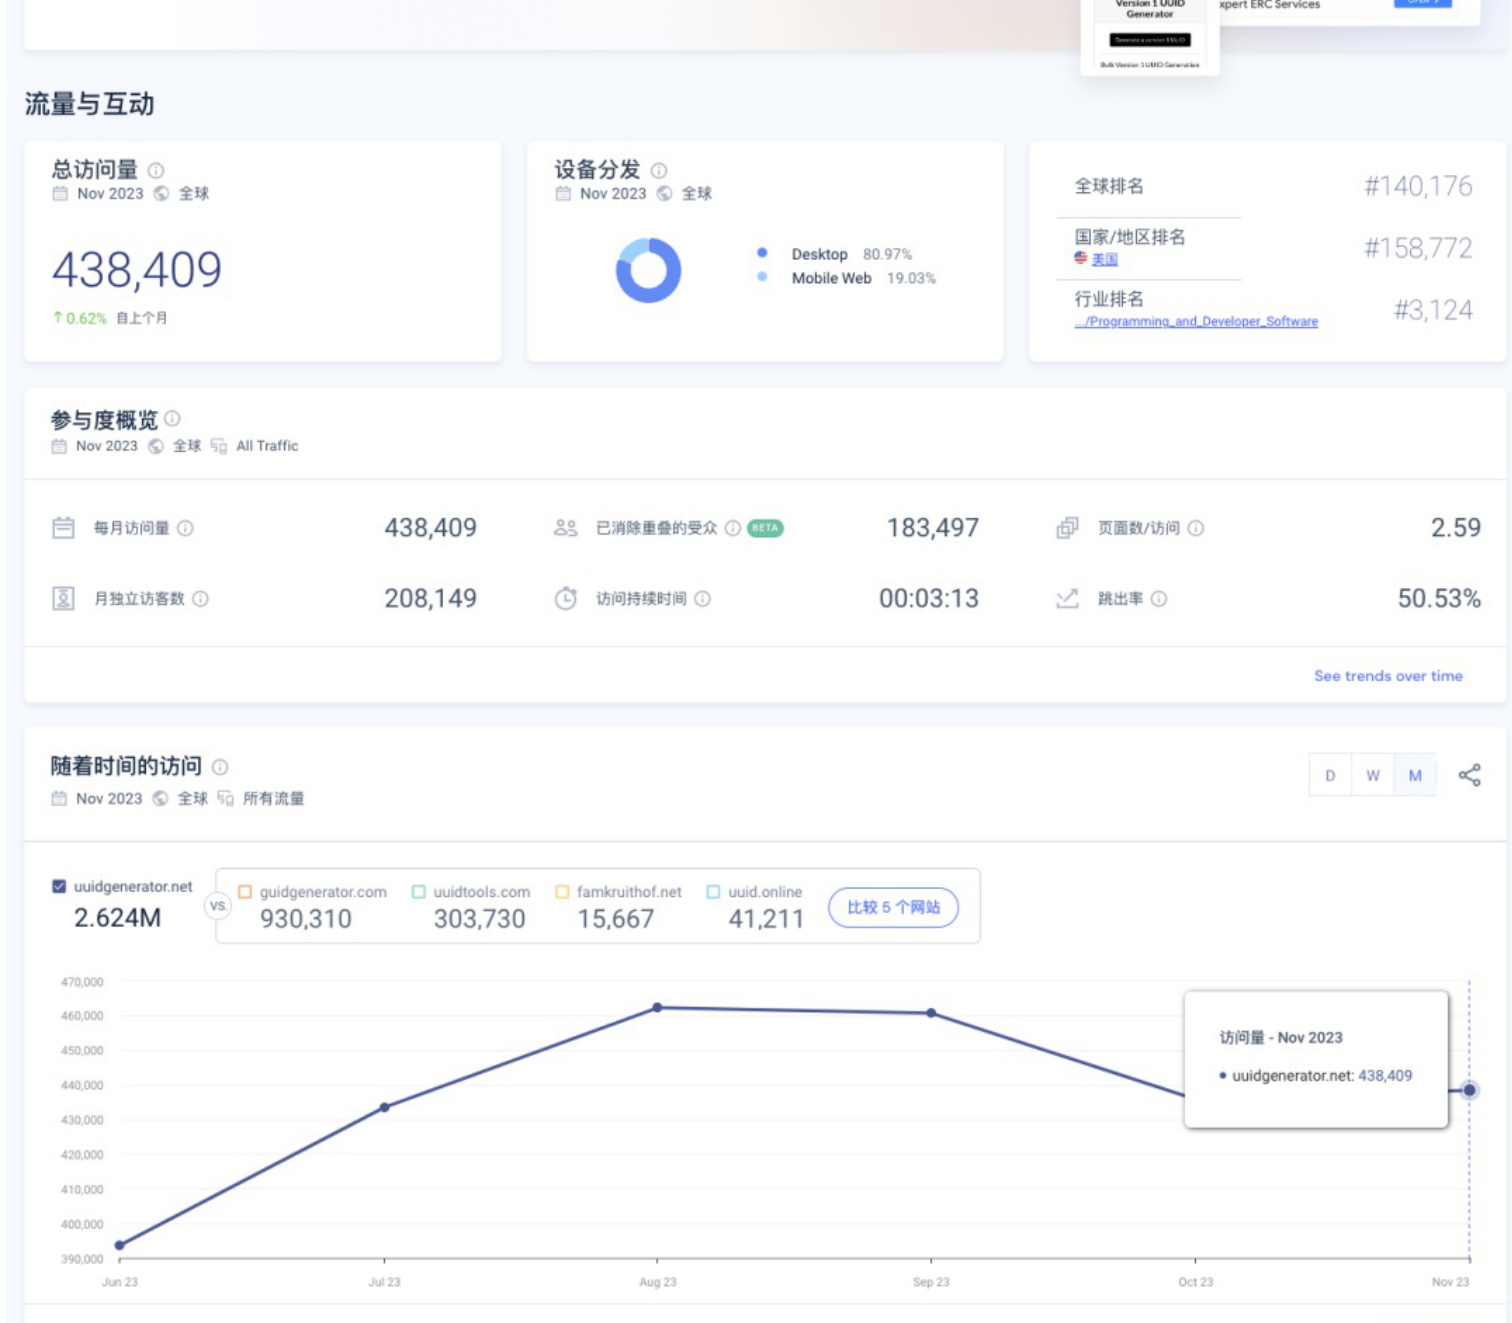 Version 1 UUID
Generator
Generate a version 1 UUID
Bulk Version 1 UUID Generation
xpert ERC Services
OPEN >
流量与互动
总访问量
Nov 2023 全球
438,409
↑ 0.62% 自上个月
设备分发
Nov 2023 全球
Desktop 80.97%
Mobile Web 19.03%
全球排名 #140,176
国家/地区排名 #158,772
美国
行业排名 #3,124
.../Programming_and_Developer_Software
参与度概览
Nov 2023 全球 All Traffic
每月访问量 438,409
已消除重叠的受众 BETA 183,497
页面数/访问 2.59
月独立访客数 208,149
访问持续时间 00:03:13
跳出率 50.53%
See trends over time
随着时间的访问
Nov 2023 全球 所有流量
D W M
uuidgenerator.net
2.624M
VS.
guidgenerator.com
930,310
uuidtools.com
303,730
famkruithof.net
15,667
uuid.online
41,211
比较 5 个网站
470,000
460,000
450,000
440,000
430,000
420,000
410,000
400,000
390,000
访问量 - Nov 2023
uuidgenerator.net: 438,409
Jun 23 Jul 23 Aug 23 Sep 23 Oct 23 Nov 23